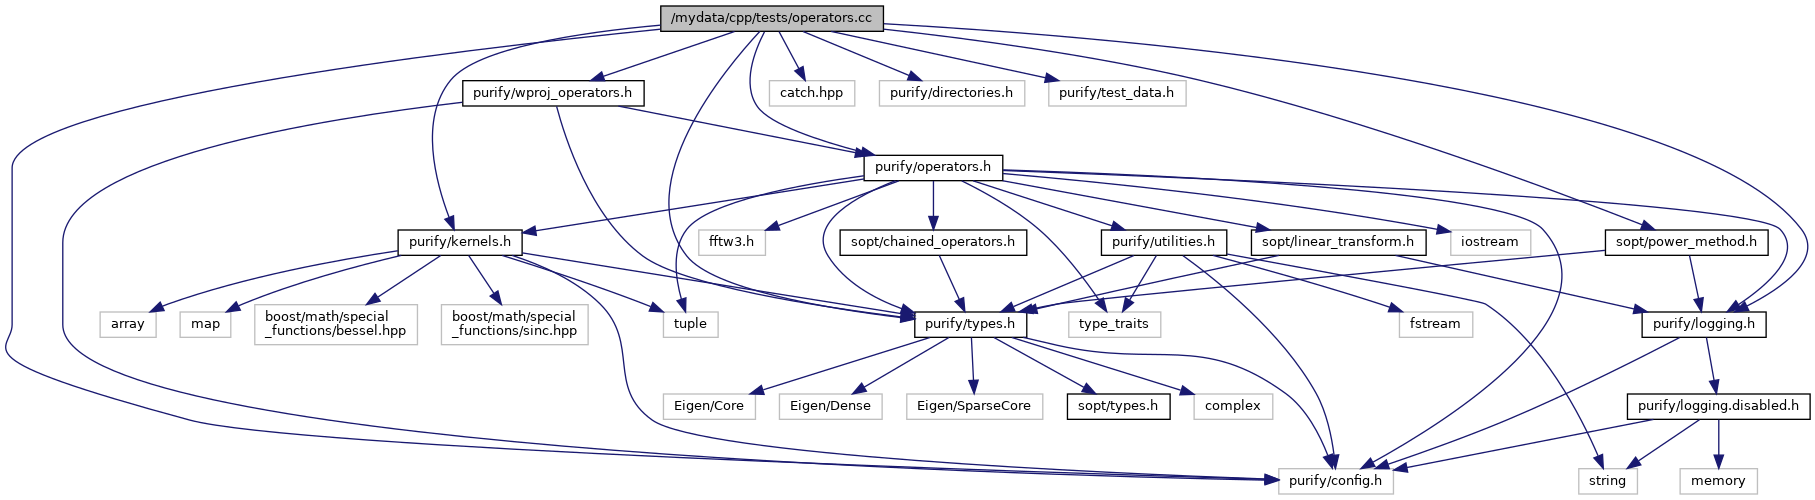 /mydata/cpp/tests/operators.cc
purify/wproj_operators.h
catch.hpp
purify/directories.h
purify/test_data.h
purify/operators.h
purify/kernels.h
fftw3.h
sopt/chained_operators.h
purify/utilities.h
sopt/linear_transform.h
iostream
sopt/power_method.h
array
map
boost/math/special
_functions/bessel.hpp
boost/math/special
_functions/sinc.hpp
tuple
purify/types.h
type_traits
fstream
purify/logging.h
Eigen/Core
Eigen/Dense
Eigen/SparseCore
sopt/types.h
complex
purify/logging.disabled.h
purify/config.h
string
memory